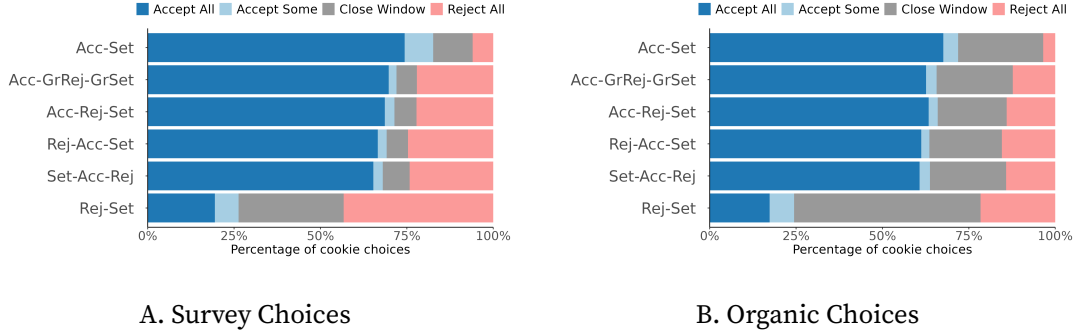 Accept All Accept Some Close Window Reject All
Acc-Set
Acc-GrRej-GrSet
Acc-Rej-Set
Rej-Acc-Set
Set-Acc-Rej
Rej-Set
0% 25% 50% 75% 100%
Percentage of cookie choices
A. Survey Choices
Accept All Accept Some Close Window Reject All
Acc-Set
Acc-GrRej-GrSet
Acc-Rej-Set
Rej-Acc-Set
Set-Acc-Rej
Rej-Set
0% 25% 50% 75% 100%
Percentage of cookie choices
B. Organic Choices